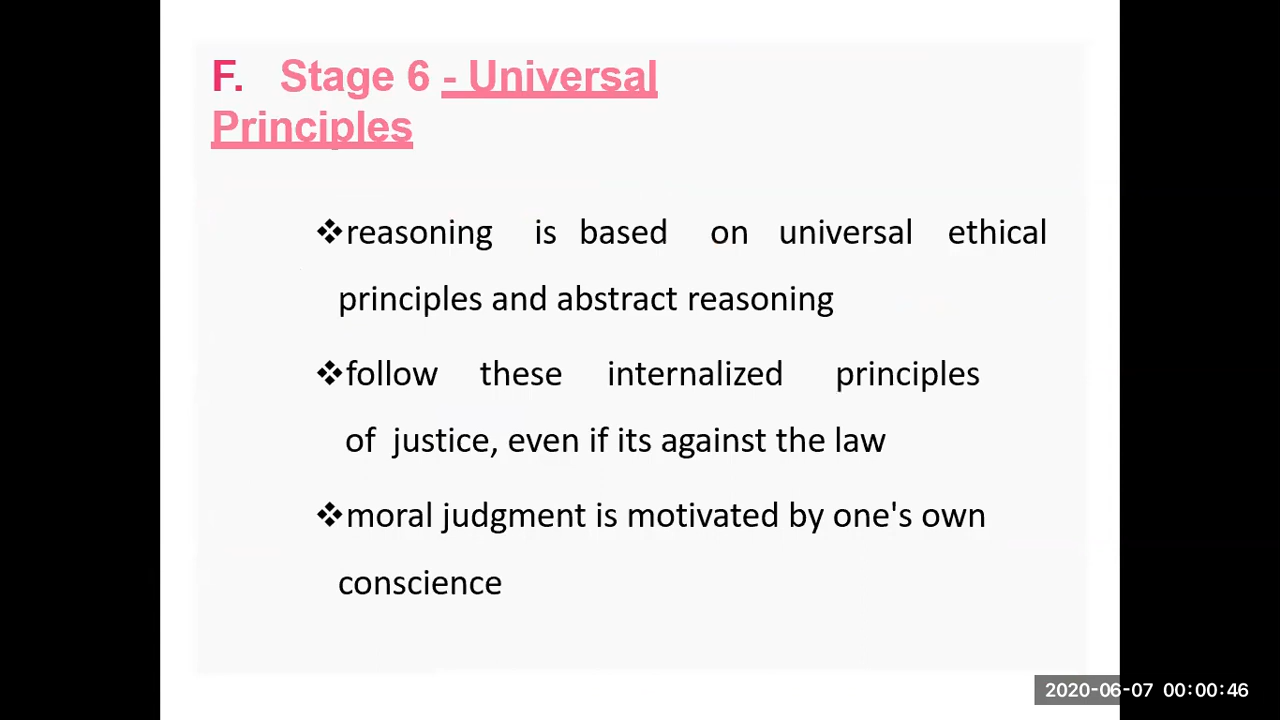 F. Stage 6 - Universal
Principles
❖reasoning is based on universal ethical
principles and abstract reasoning
❖follow these internalized principles
of justice, even if its against the law
❖moral judgment is motivated by one's own
conscience
2020-06-07 00:00:46